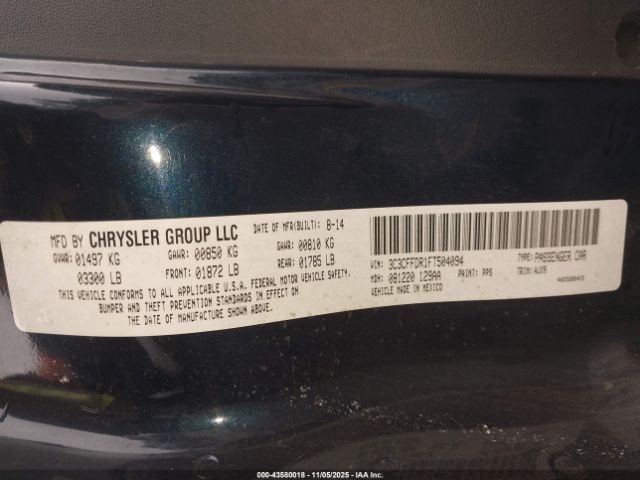 MFD BY CHRYSLER GROUP LLC DATE OF MFR(BUILT): 8-14
GVWR: 01497 KG GAWR: 00850 KG GAWR: 00810 KG
03300 LB FRONT: 01872 LB REAR: 01785 LB
THIS VEHICLE CONFORMS TO ALL APPLICABLE U.S.A. FEDERAL MOTOR VEHICLE SAFETY,
BUMPER AND THEFT PREVENTION STANDARDS IN EFFECT ON
THE DATE OF MANUFACTURE SHOWN ABOVE.
VIN: 3C3CFFDR1FT504094 TYPE: PASSENGER CAR
MDH: 081220 129AA PAINT: PPS TRIM: AJX9
VEHICLE MADE IN MEXICO
000-43580018 - 11/05/2025 - IAA Inc.